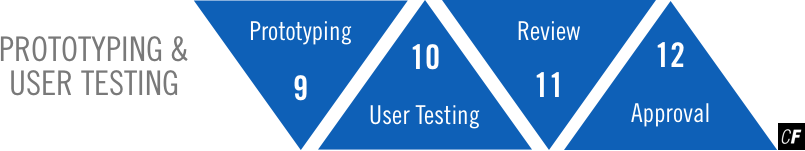 PROTOTYPING &
USER TESTING
Prototyping
9
10
User Testing
Review
11
12
Approval
CF